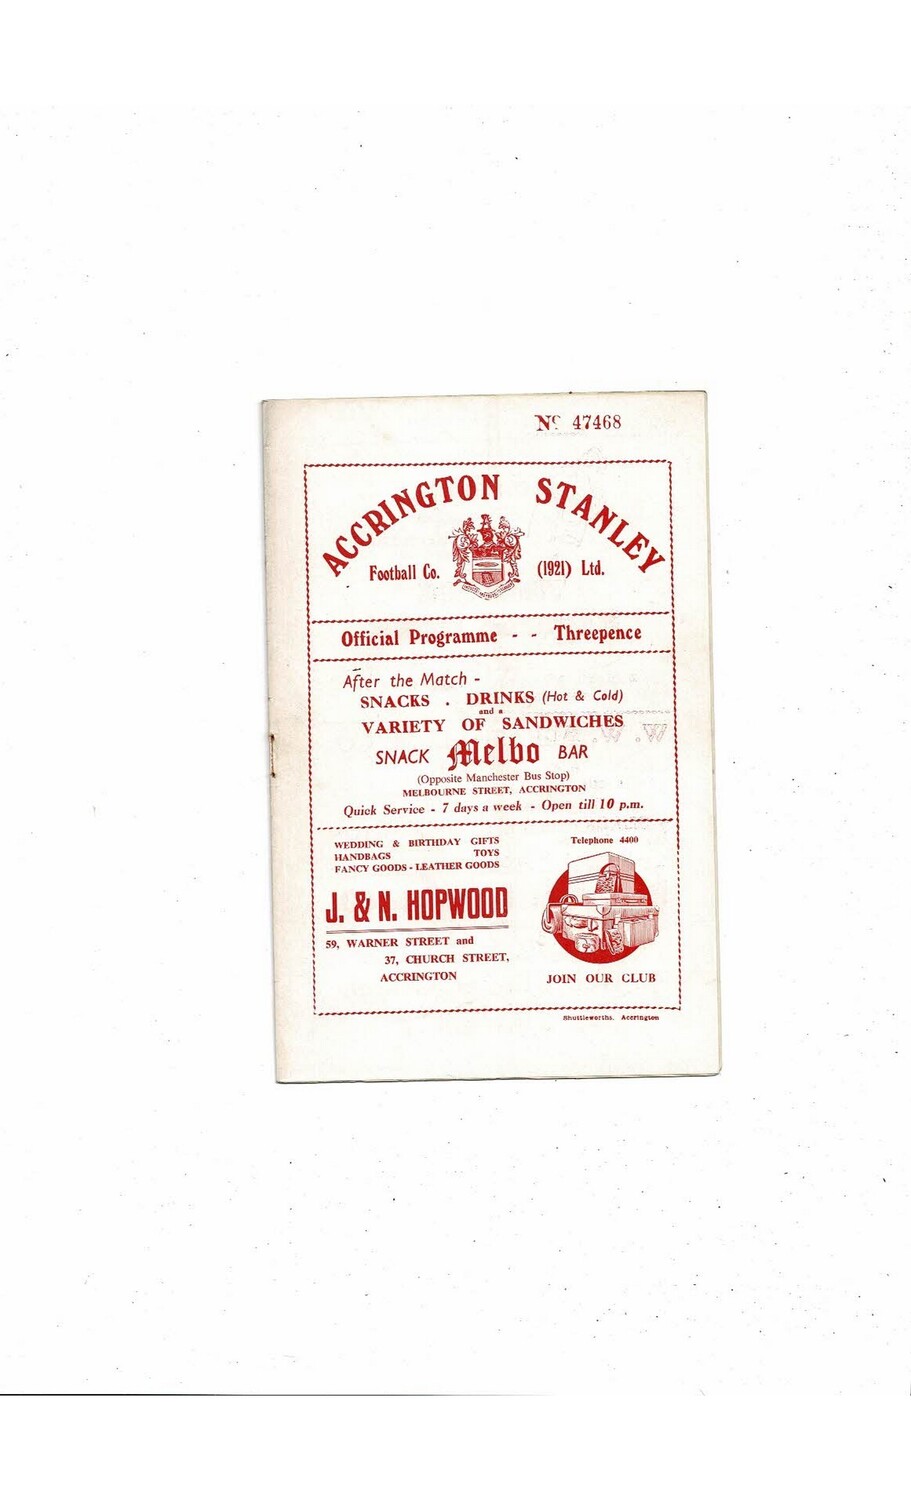 Nº 47468
ACCRINGTON STANLEY
Football Co. (1921) Ltd.
Official Programme - - Threepence
After the Match -
SNACKS . DRINKS (Hot & Cold)
and a
VARIETY OF SANDWICHES
SNACK Melbo BAR
(Opposite Manchester Bus Stop)
MELBOURNE STREET, ACCRINGTON
Quick Service - 7 days a week - Open till 10 p.m.
WEDDING & BIRTHDAY GIFTS
HANDBAGS TOYS
FANCY GOODS - LEATHER GOODS
J. & N. HOPWOOD
59, WARNER STREET and
37, CHURCH STREET,
ACCRINGTON
Telephone 4400
JOIN OUR CLUB
Shuttleworths, Accrington